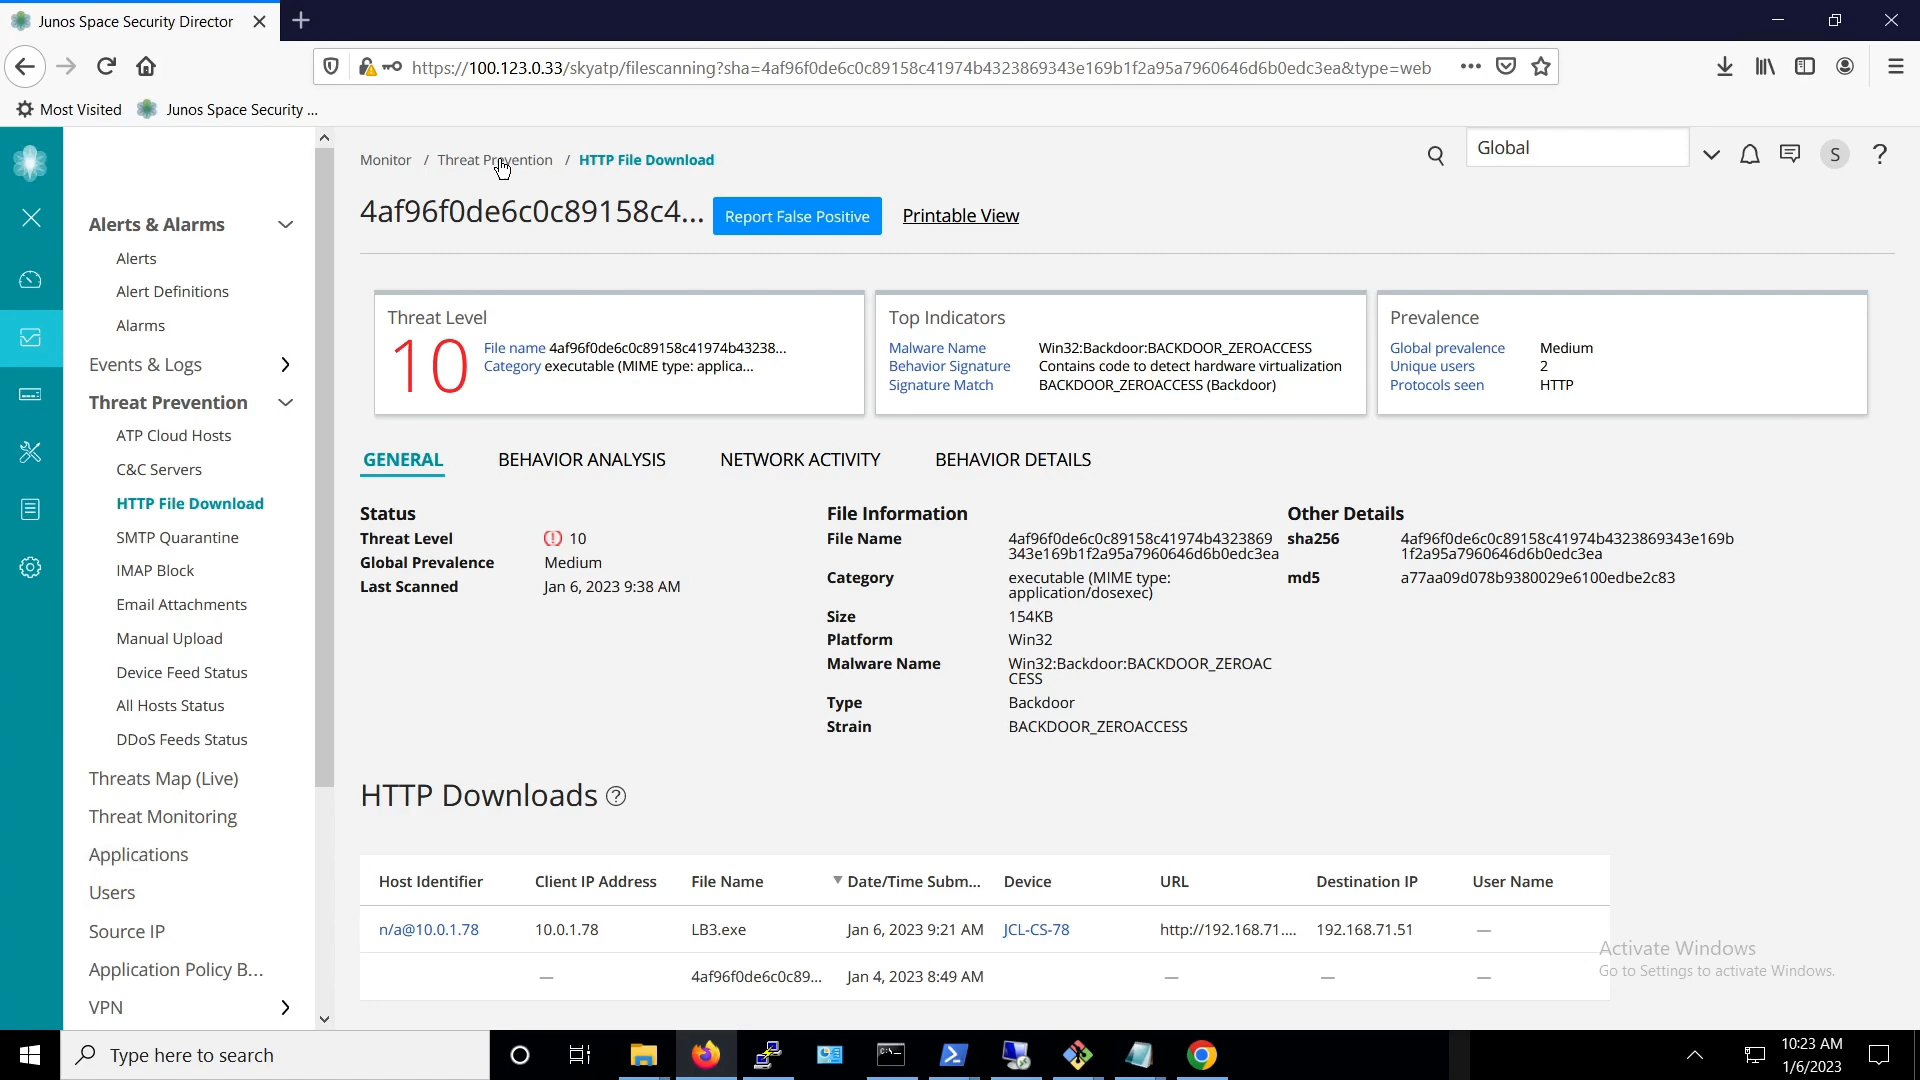 Junos Space Security Director
https://100.123.0.33/skyatp/filescanning?sha=4af96f0de6c0c89158c41974b4323869343e169b1f2a95a7960646d6b0edc3ea&type=web
Most Visited
Junos Space Security ...
Monitor / Threat Prevention / HTTP File Download
Global
S
?
4af96f0de6c0c89158c4...
Report False Positive
Printable View
Alerts & Alarms
Alerts
Alert Definitions
Alarms
Events & Logs
Threat Prevention
ATP Cloud Hosts
C&C Servers
HTTP File Download
SMTP Quarantine
IMAP Block
Email Attachments
Manual Upload
Device Feed Status
All Hosts Status
DDoS Feeds Status
Threats Map (Live)
Threat Monitoring
Applications
Users
Source IP
Application Policy B...
VPN
Threat Level
10
File name 4af96f0de6c0c89158c41974b43238...
Category executable (MIME type: applica...
Top Indicators
Malware Name Win32:Backdoor:BACKDOOR_ZEROACCESS
Behavior Signature Contains code to detect hardware virtualization
Signature Match BACKDOOR_ZEROACCESS (Backdoor)
Prevalence
Global prevalence Medium
Unique users 2
Protocols seen HTTP
GENERAL BEHAVIOR ANALYSIS NETWORK ACTIVITY BEHAVIOR DETAILS
Status
Threat Level 10
Global Prevalence Medium
Last Scanned Jan 6, 2023 9:38 AM
File Information
File Name 4af96f0de6c0c89158c41974b4323869
343e169b1f2a95a7960646d6b0edc3ea
Category executable (MIME type:
application/dosexec)
Size 154KB
Platform Win32
Malware Name Win32:Backdoor:BACKDOOR_ZEROAC
CESS
Type Backdoor
Strain BACKDOOR_ZEROACCESS
Other Details
sha256 4af96f0de6c0c89158c41974b4323869343e169b
1f2a95a7960646d6b0edc3ea
md5 a77aa09d078b9380029e6100edbe2c83
HTTP Downloads ?
Host Identifier Client IP Address File Name Date/Time Subm... Device URL Destination IP User Name
n/a@10.0.1.78 10.0.1.78 LB3.exe Jan 6, 2023 9:21 AM JCL-CS-78 http://192.168.71.... 192.168.71.51 —
— 4af96f0de6c0c89... Jan 4, 2023 8:49 AM — — —
Activate Windows
Go to Settings to activate Windows.
Type here to search
10:23 AM
1/6/2023